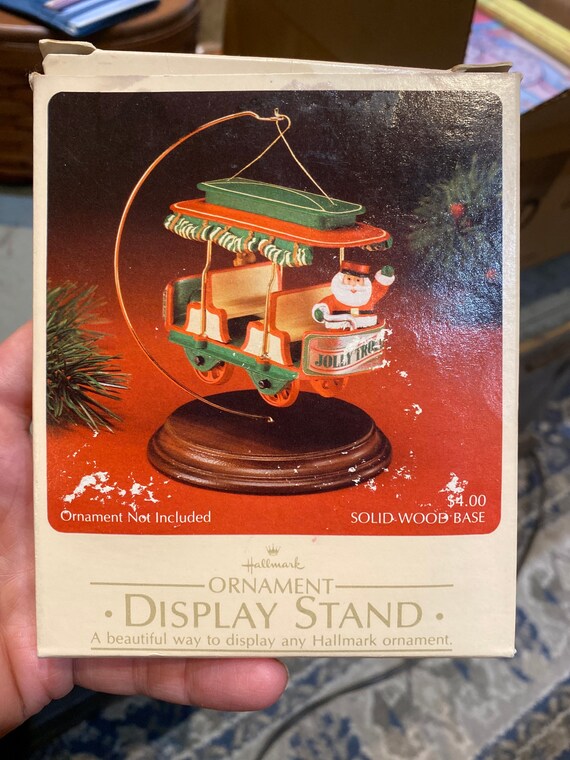 JOLLY TRO
$4.00
Ornament Not Included
SOLID WOOD BASE
Hallmark
ORNAMENT
• DISPLAY STAND •
A beautiful way to display any Hallmark ornament.